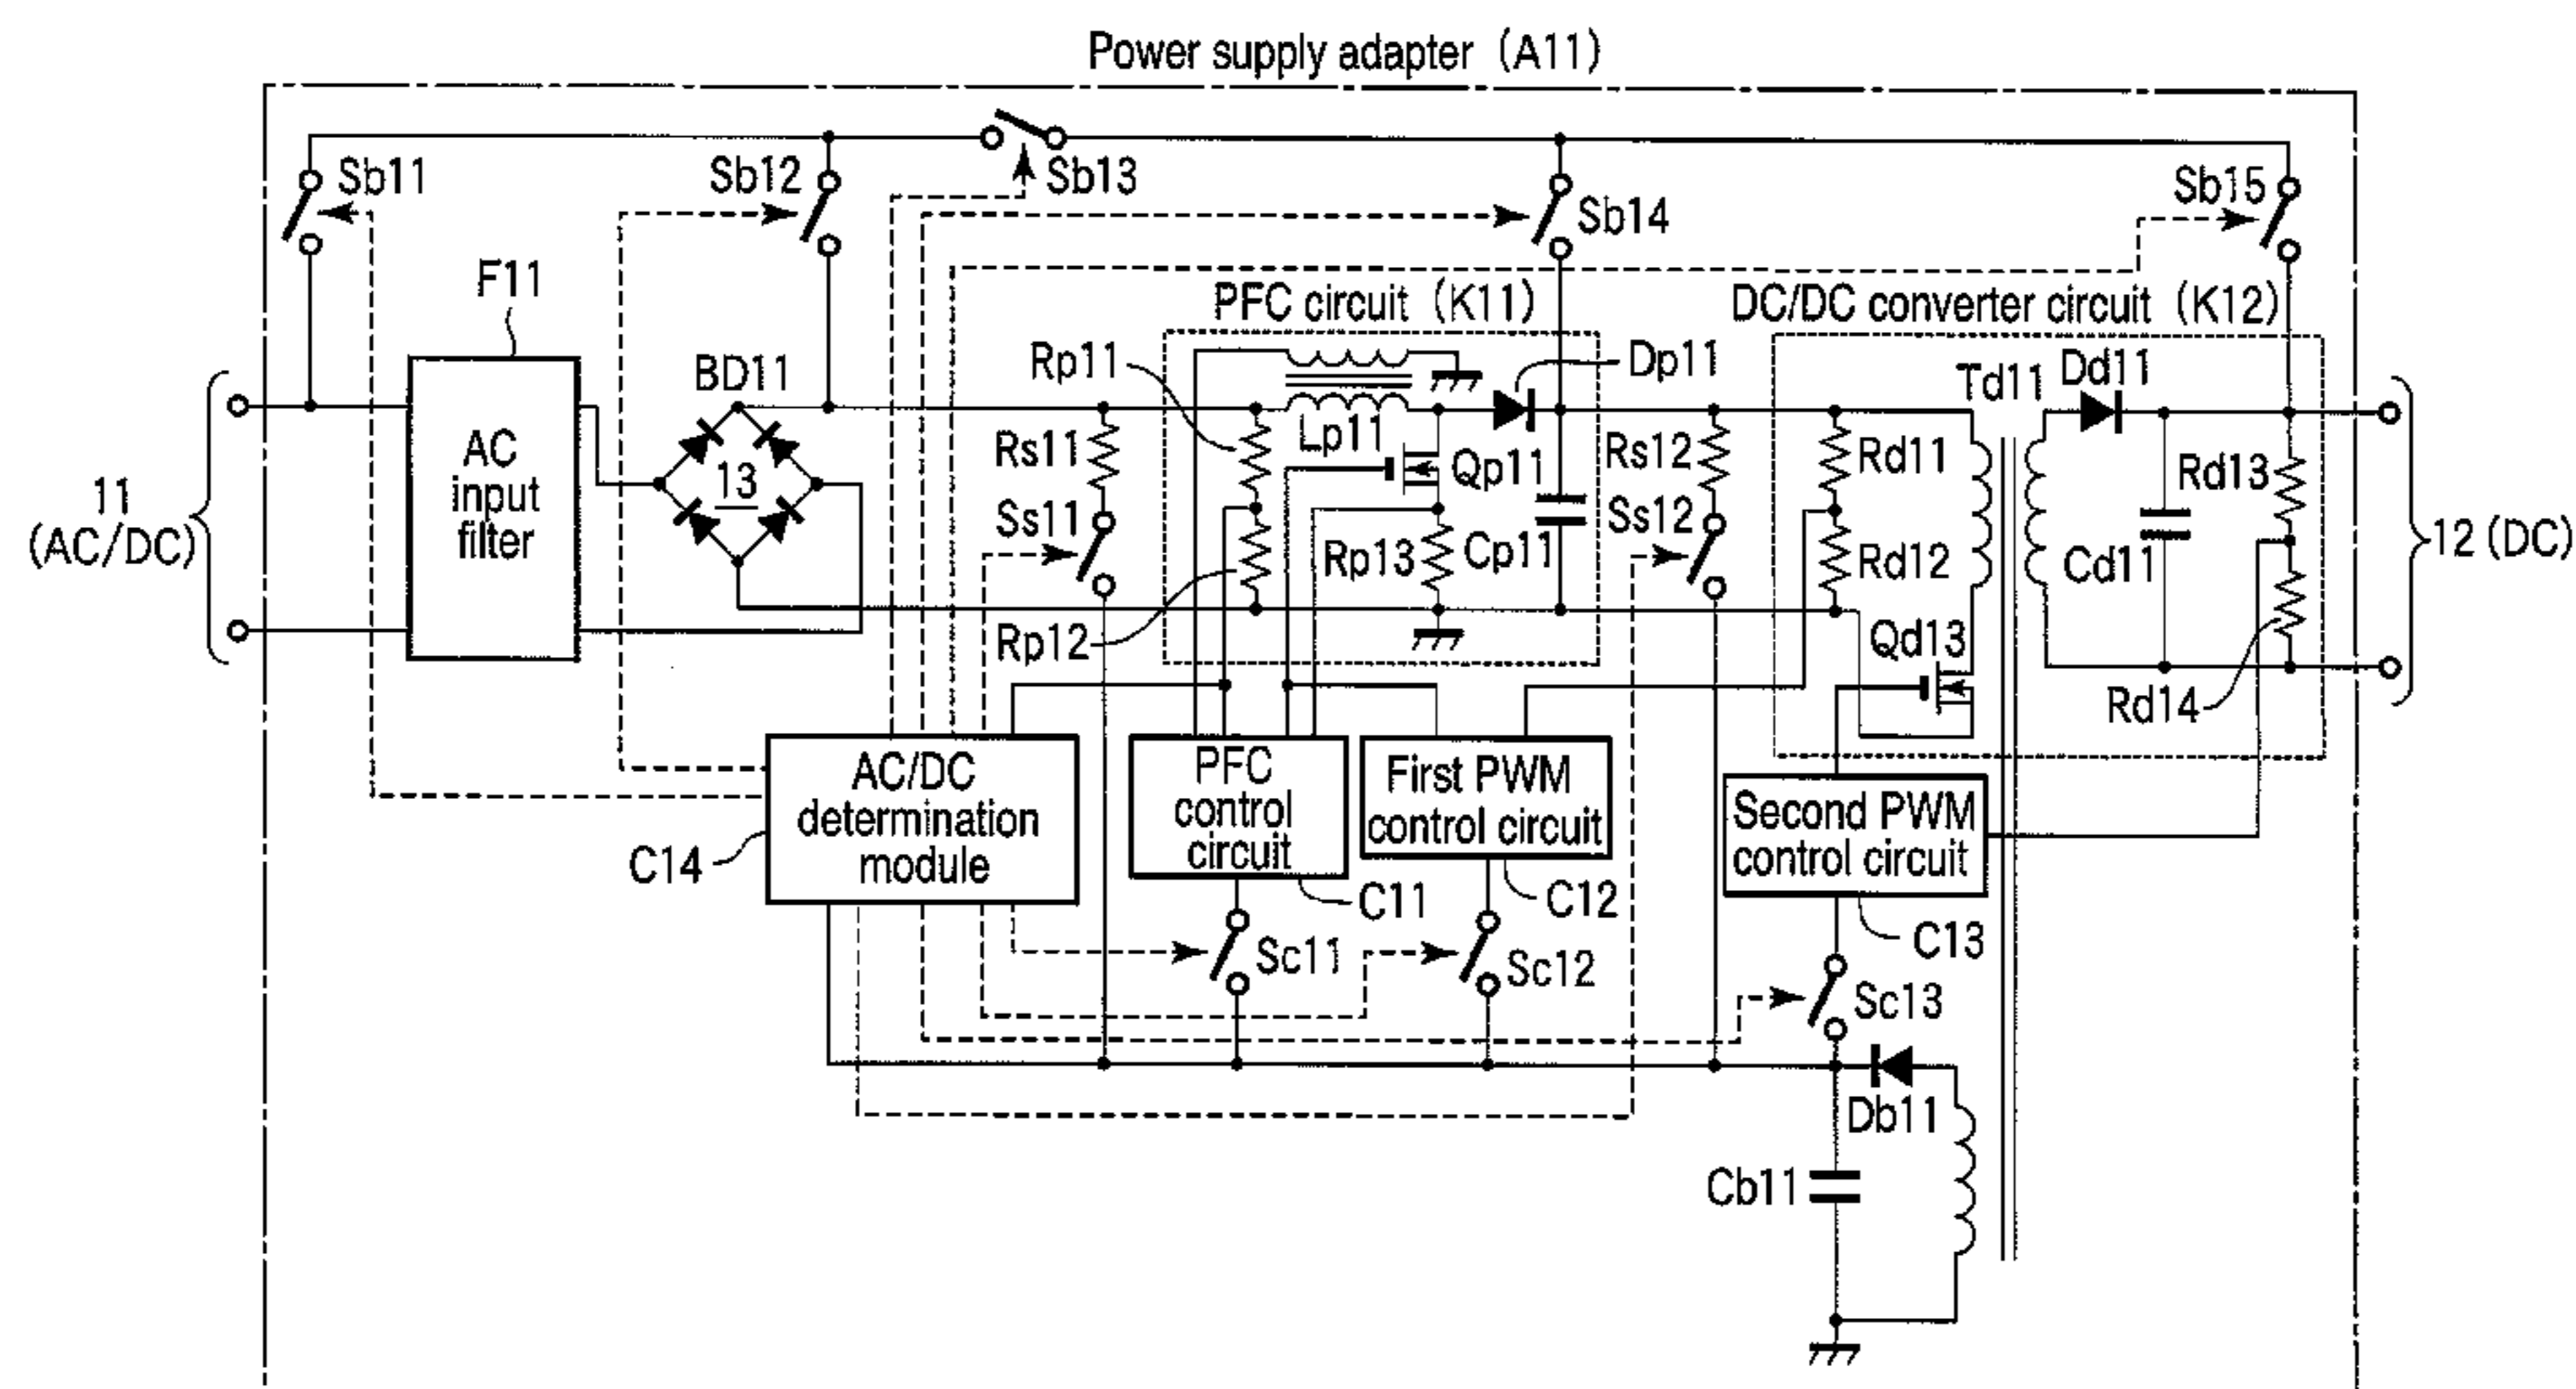 Power supply adapter (A11)
Sb11
Sb12
Sb13
Sb14
Sb15
F11
PFC circuit (K11)
DC/DC converter circuit (K12)
BD11
Rp11
Dp11
Td11
Dd11
11
(AC/DC)
AC
input
filter
13
Rs11
Ss11
Lp11
Qp11
Rp13
Cp11
Rs12
Ss12
Rd11
Rd12
Cd11
Rd13
12 (DC)
Rp12
Qd13
Rd14
AC/DC
determination
module
C14
PFC
control
circuit
C11
First PWM
control circuit
C12
Second PWM
control circuit
C13
Sc11
Sc12
Sc13
Db11
Cb11